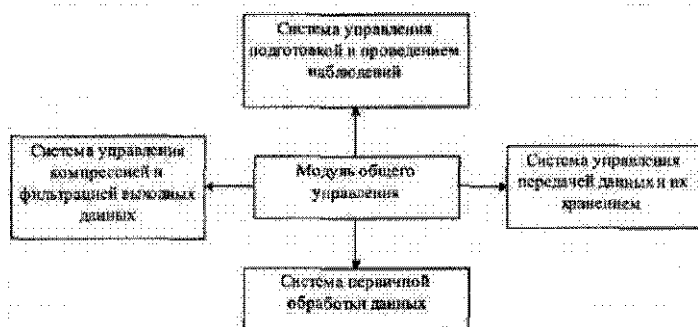 Система управления
подготовкой и проведением
наблюдений
Система управления
компрессией и
фильтрацией выходных
данных
Модуль общего
управления
Система управления
передачей данных и их
хранением
Система первичной
обработки данных